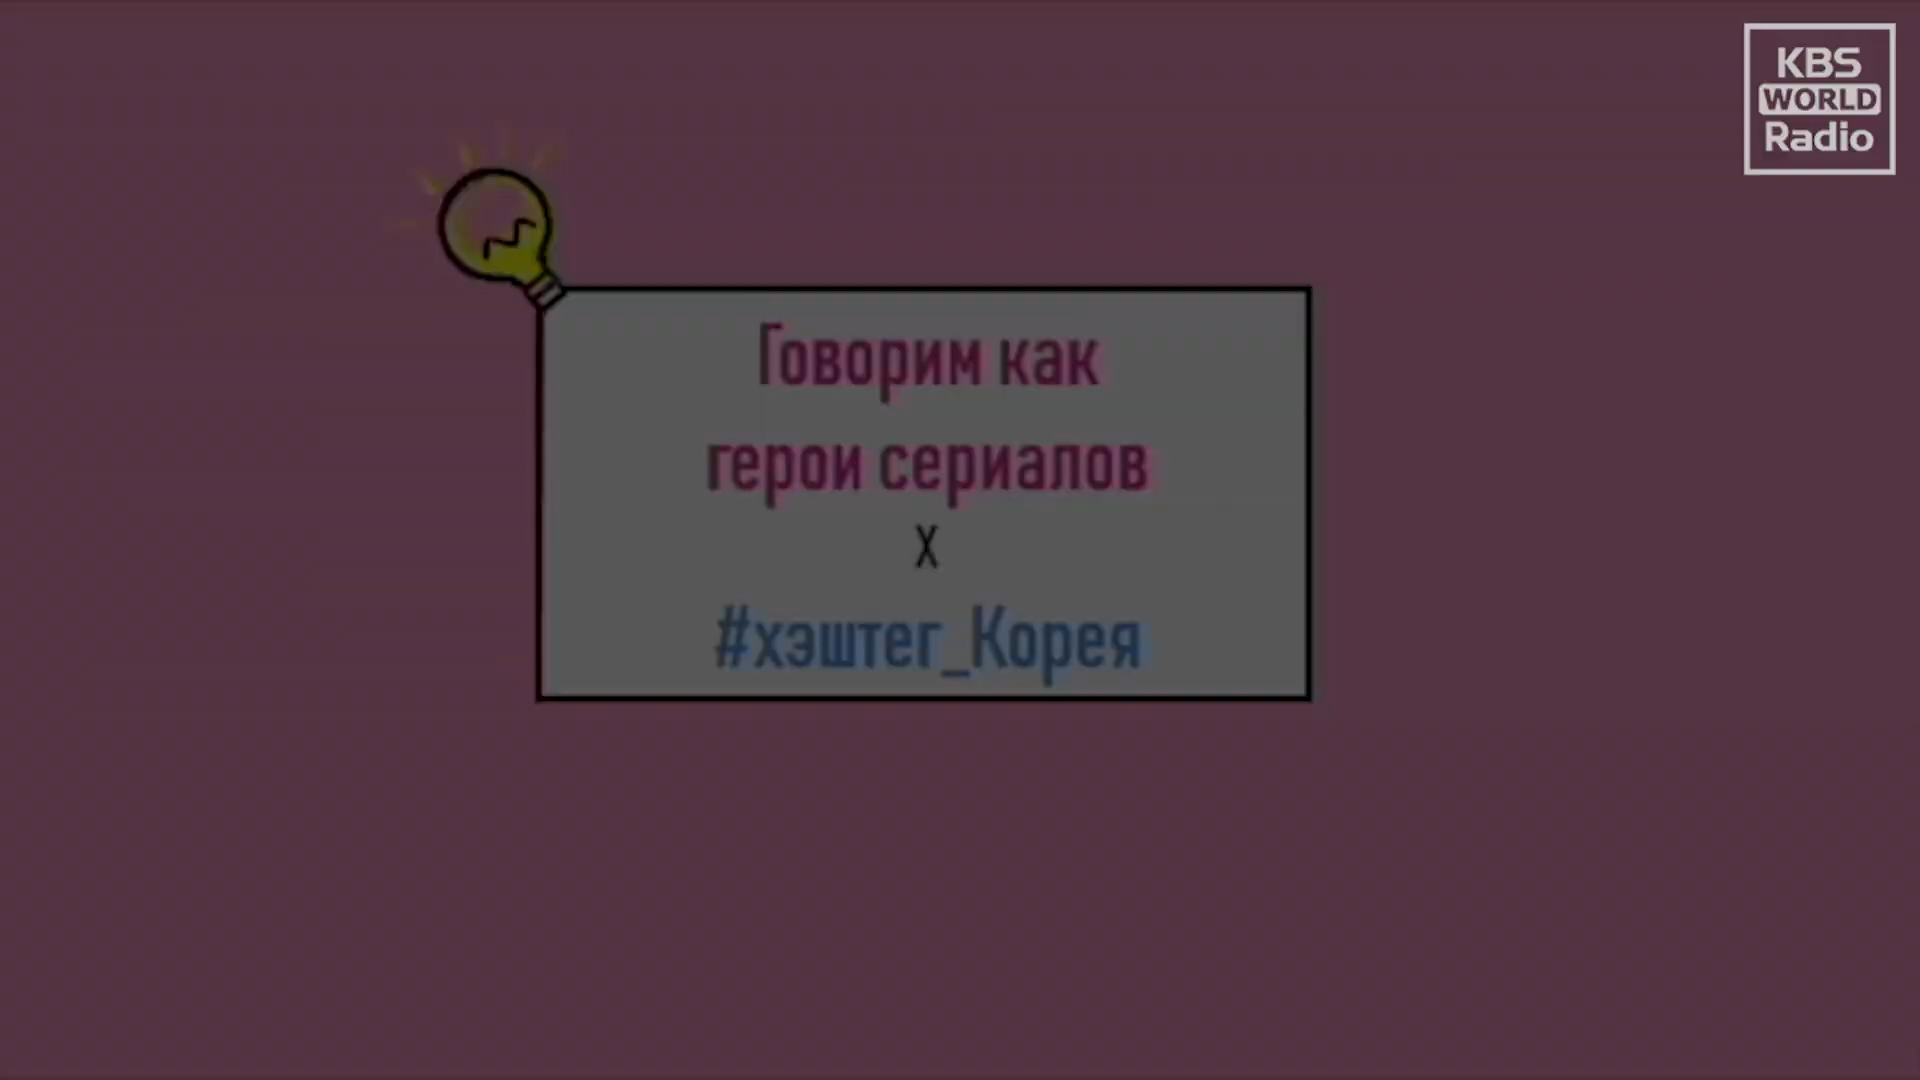 KBS
WORLD
Radio
Говорим как
герои сериалов
X
#хэштег_Корея